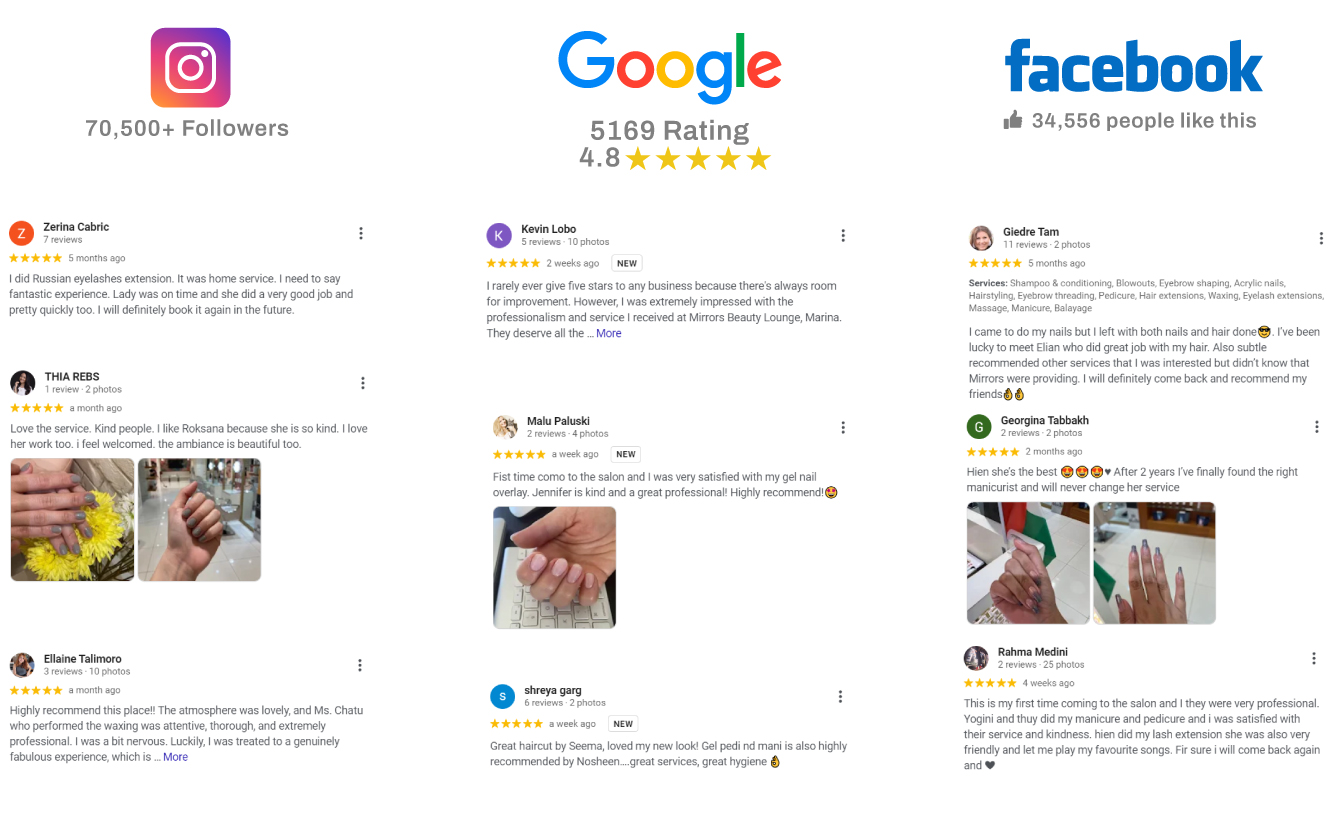 70,500+ Followers
Zerina Cabric
7 reviews
5 months ago
I did Russian eyelashes extension. It was home service. I need to say
fantastic experience. Lady was on time and she did a very good job and
pretty quickly too. I will definitely book it again in the future.
THIA REBS
1 review · 2 photos
a month ago
Love the service. Kind people. I like Roksana because she is so kind. I love
her work too. i feel welcomed. the ambiance is beautiful too.
Ellaine Talimoro
3 reviews · 10 photos
a month ago
Highly recommend this place!! The atmosphere was lovely, and Ms. Chatu
who performed the waxing was attentive, thorough, and extremely
professional. I was a bit nervous. Luckily, I was treated to a genuinely
fabulous experience, which is ... More
Google
5169 Rating
4.8
K
Kevin Lobo
5 reviews · 10 photos
2 weeks ago NEW
I rarely ever give five stars to any business because there's always room
for improvement. However, I was extremely impressed with the
professionalism and service I received at Mirrors Beauty Lounge, Marina.
They deserve all the ... More
Malu Paluski
2 reviews · 4 photos
a week ago NEW
Fist time como to the salon and I was very satisfied with my gel nail
overlay. Jennifer is kind and a great professional! Highly recommend!😍
s
shreya garg
6 reviews · 2 photos
a week ago NEW
Great haircut by Seema, loved my new look! Gel pedi nd mani is also highly
recommended by Nosheen....great services, great hygiene 👌
facebook
34,556 people like this
Giedre Tam
11 reviews · 2 photos
5 months ago
Services: Shampoo & conditioning, Blowouts, Eyebrow shaping, Acrylic nails,
Hairstyling, Eyebrow threading, Pedicure, Hair extensions, Waxing, Eyelash extensions,
Massage, Manicure, Balayage
I came to do my nails but I left with both nails and hair done😎. I've been
lucky to meet Elian who did great job with my hair. Also subtle
recommended other services that I was interested but didn't know that
Mirrors were providing. I will definitely come back and recommend my
friends👌👌
G
Georgina Tabbakh
2 reviews · 2 photos
2 months ago
Hien she's the best 😍😍😍♥ After 2 years I've finally found the right
manicurist and will never change her service
Rahma Medini
2 reviews · 25 photos
4 weeks ago
This is my first time coming to the salon and I they were very professional.
Yogini and thuy did my manicure and pedicure and i was satisfied with
their service and kindness. hien did my lash extension she was also very
friendly and let me play my favourite songs. Fir sure i will come back again
and ❤